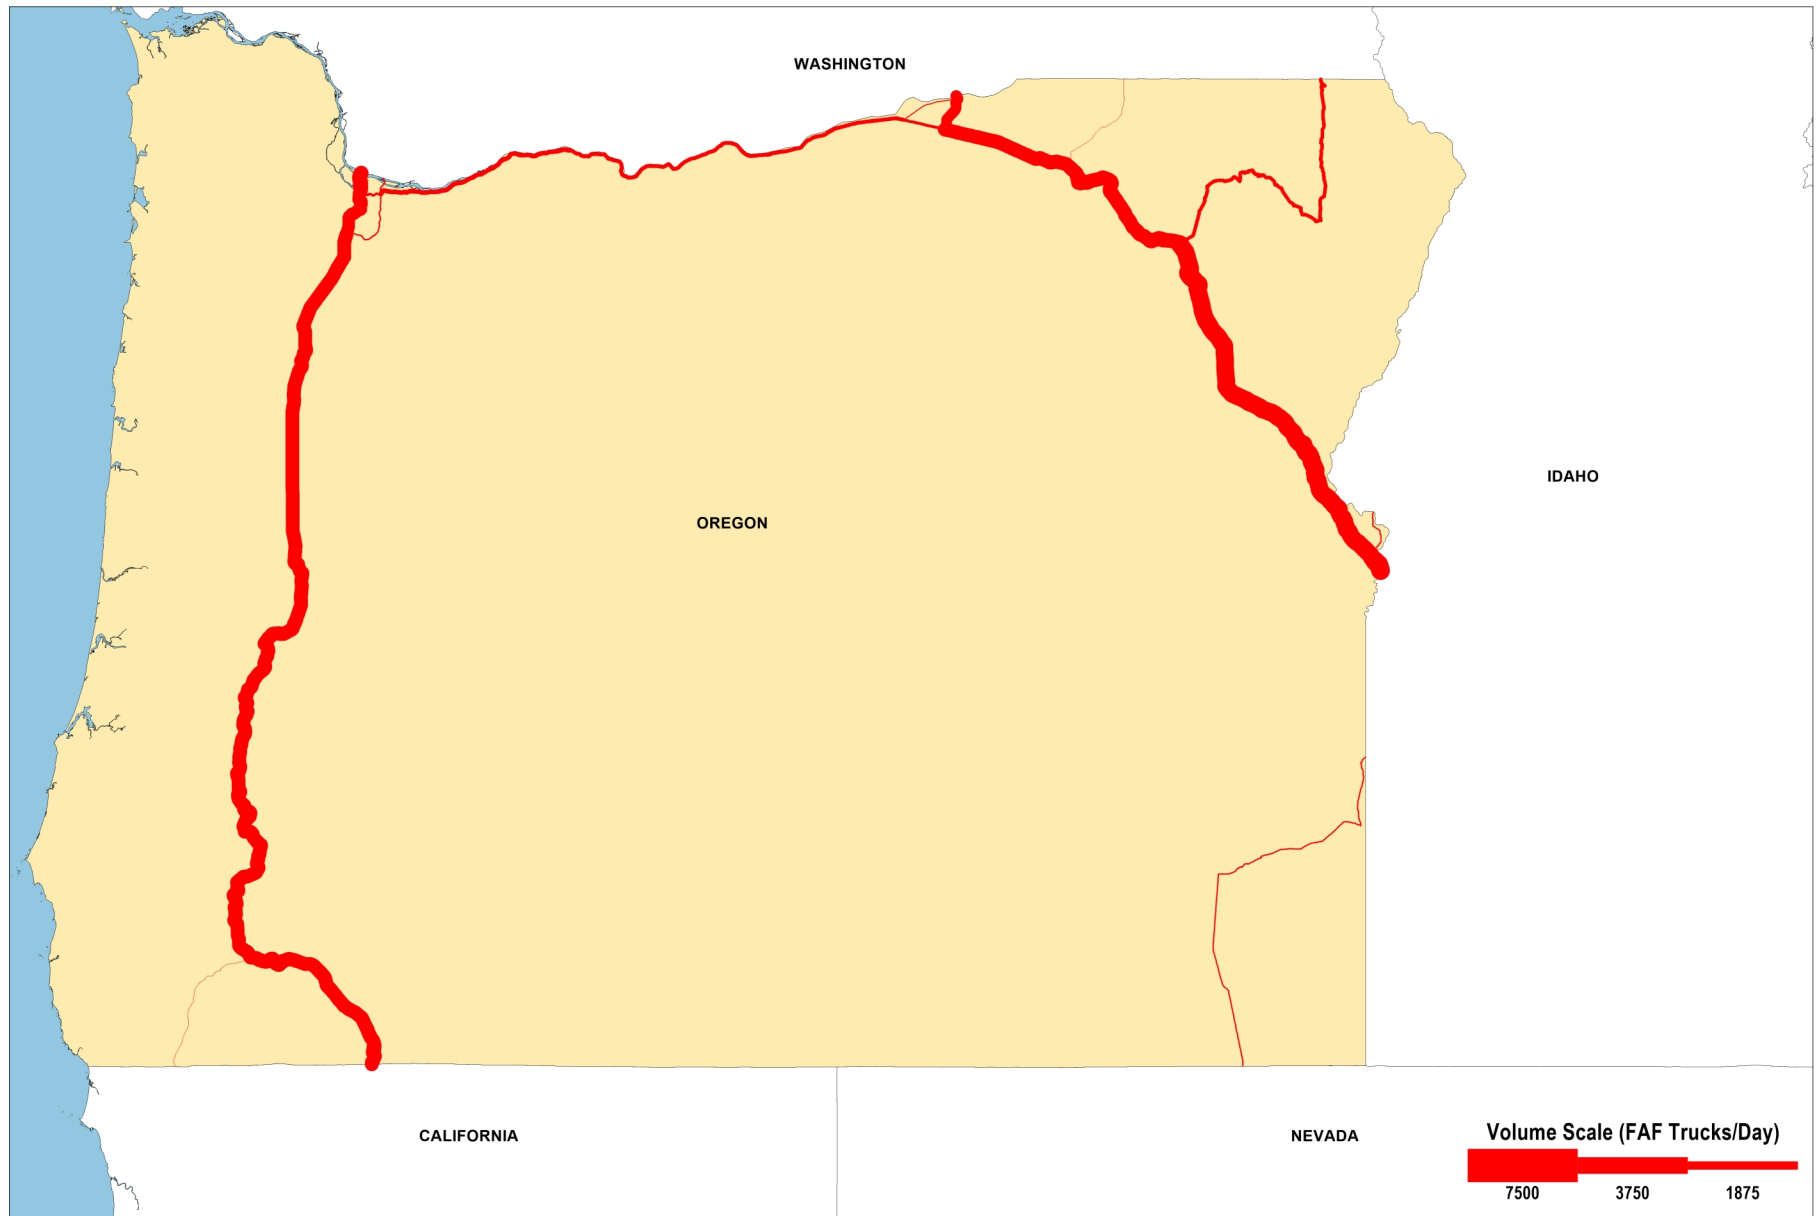 WASHINGTON
IDAHO
OREGON
CALIFORNIA
NEVADA
Volume Scale (FAF Trucks/Day)
7500 3750 1875